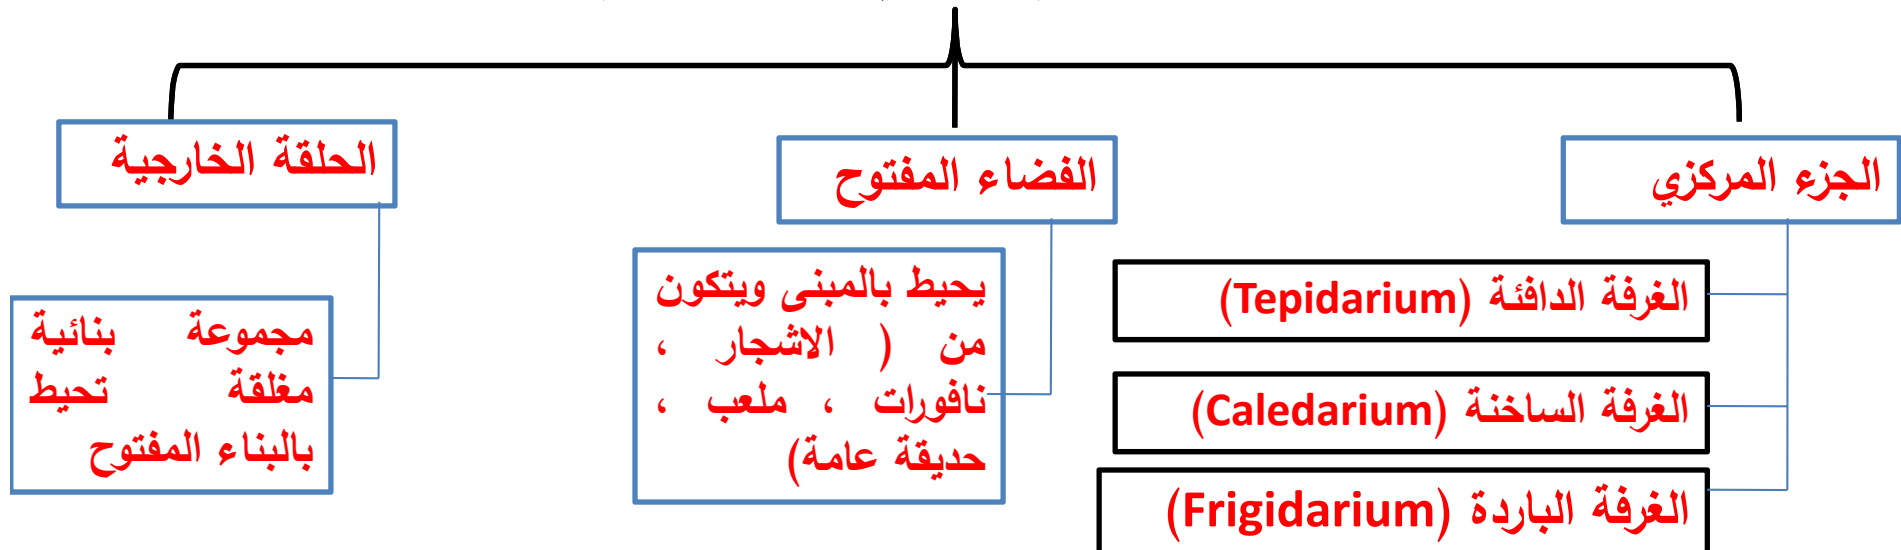 الجزء المركزي
الغرفة الدافئة (Tepidarium)
الغرفة الساخنة (Caledarium)
الغرفة الباردة (Frigidarium)
الفضاء المفتوح
يحيط بالمبنى ويتكون
من ( الاشجار ،
نافورات ، ملعب ،
حديقة عامة)
الحلقة الخارجية
مجموعة بنائية
مغلقة تحيط
بالبناء المفتوح